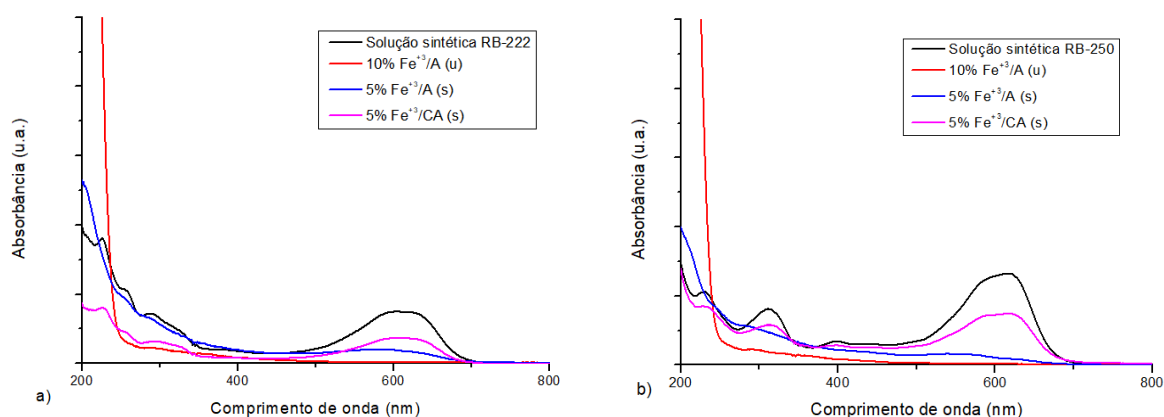 Absorbância (u.a.)
Solução sintética RB-222
10% Fe⁺³/A (u)
5% Fe⁺³/A (s)
5% Fe⁺³/CA (s)
200 400 600 800
a)
Comprimento de onda (nm)
Absorbância (u.a.)
Solução sintética RB-250
10% Fe⁺³/A (u)
5% Fe⁺³/A (s)
5% Fe⁺³/CA (s)
200 400 600 800
b)
Comprimento de onda (nm)